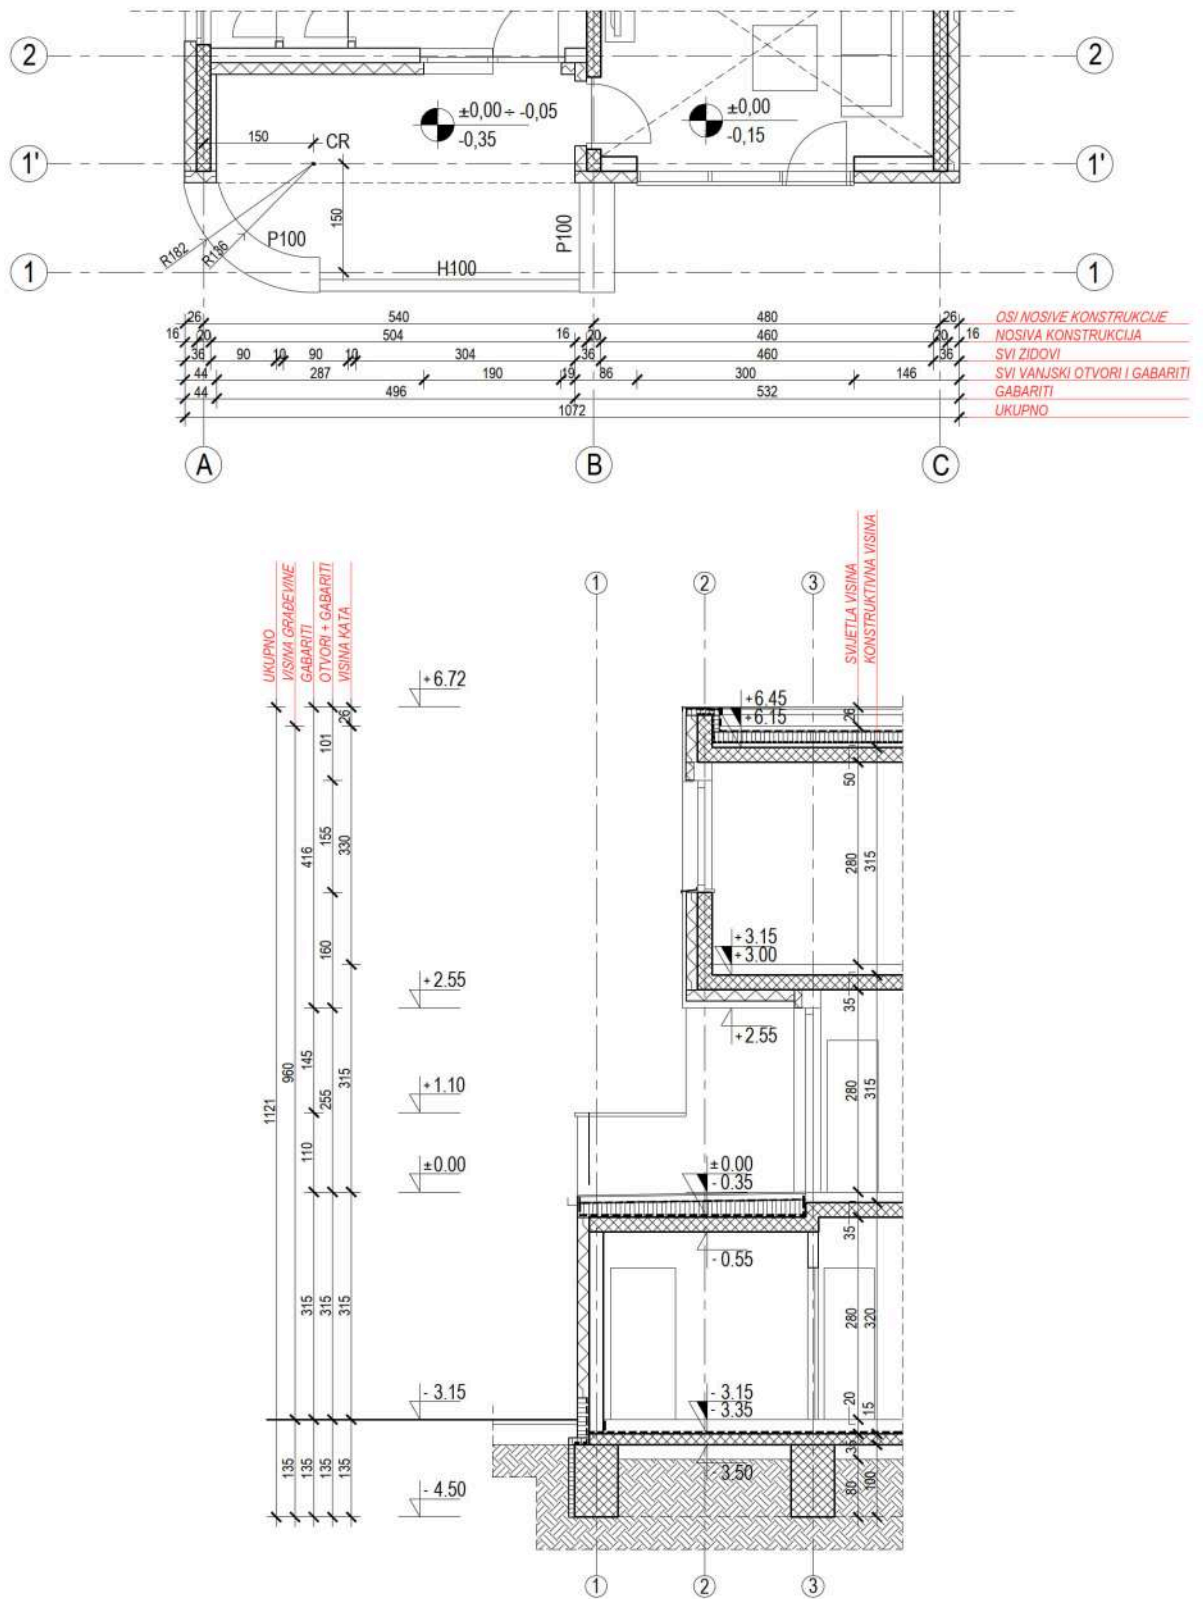 2
2
±0,00 ÷ -0,05
-0,35
±0,00
-0,15
150
CR
1'
1'
150
R182
R136
P100
P100
H100
1
1
26 540 480 26 OSI NOSIVE KONSTRUKCIJE
16 20 504 16 20 460 20 16 NOSIVA KONSTRUKCIJA
36 90 10 90 10 304 36 460 36 SVI ZIDOVI
44 287 190 19 86 300 146 SVI VANJSKI OTVORI I GABARITI
44 496 532 GABARITI
1072 UKUPNO
A B C
UKUPNO
VISINA GRAĐEVINE
GABARITI
OTVORI + GABARITI
VISINA KATA
SVIJETLA VISINA
KONSTRUKTIVNA VISINA
1 2 3
+6.72
+6.45
+6.15
26
26
101
50
155
330
416
280
315
160
+3.15
+3.00
+2.55
35
+2.55
145
960
255
315
1121
280
315
+1.10
110
±0.00
±0.00
- 0.35
35
- 0.55
315
315
315
280
320
- 3.15
- 3.15
- 3.35
20
15
35
3.50
135
135
135
135
- 4.50
80
100
1 2 3